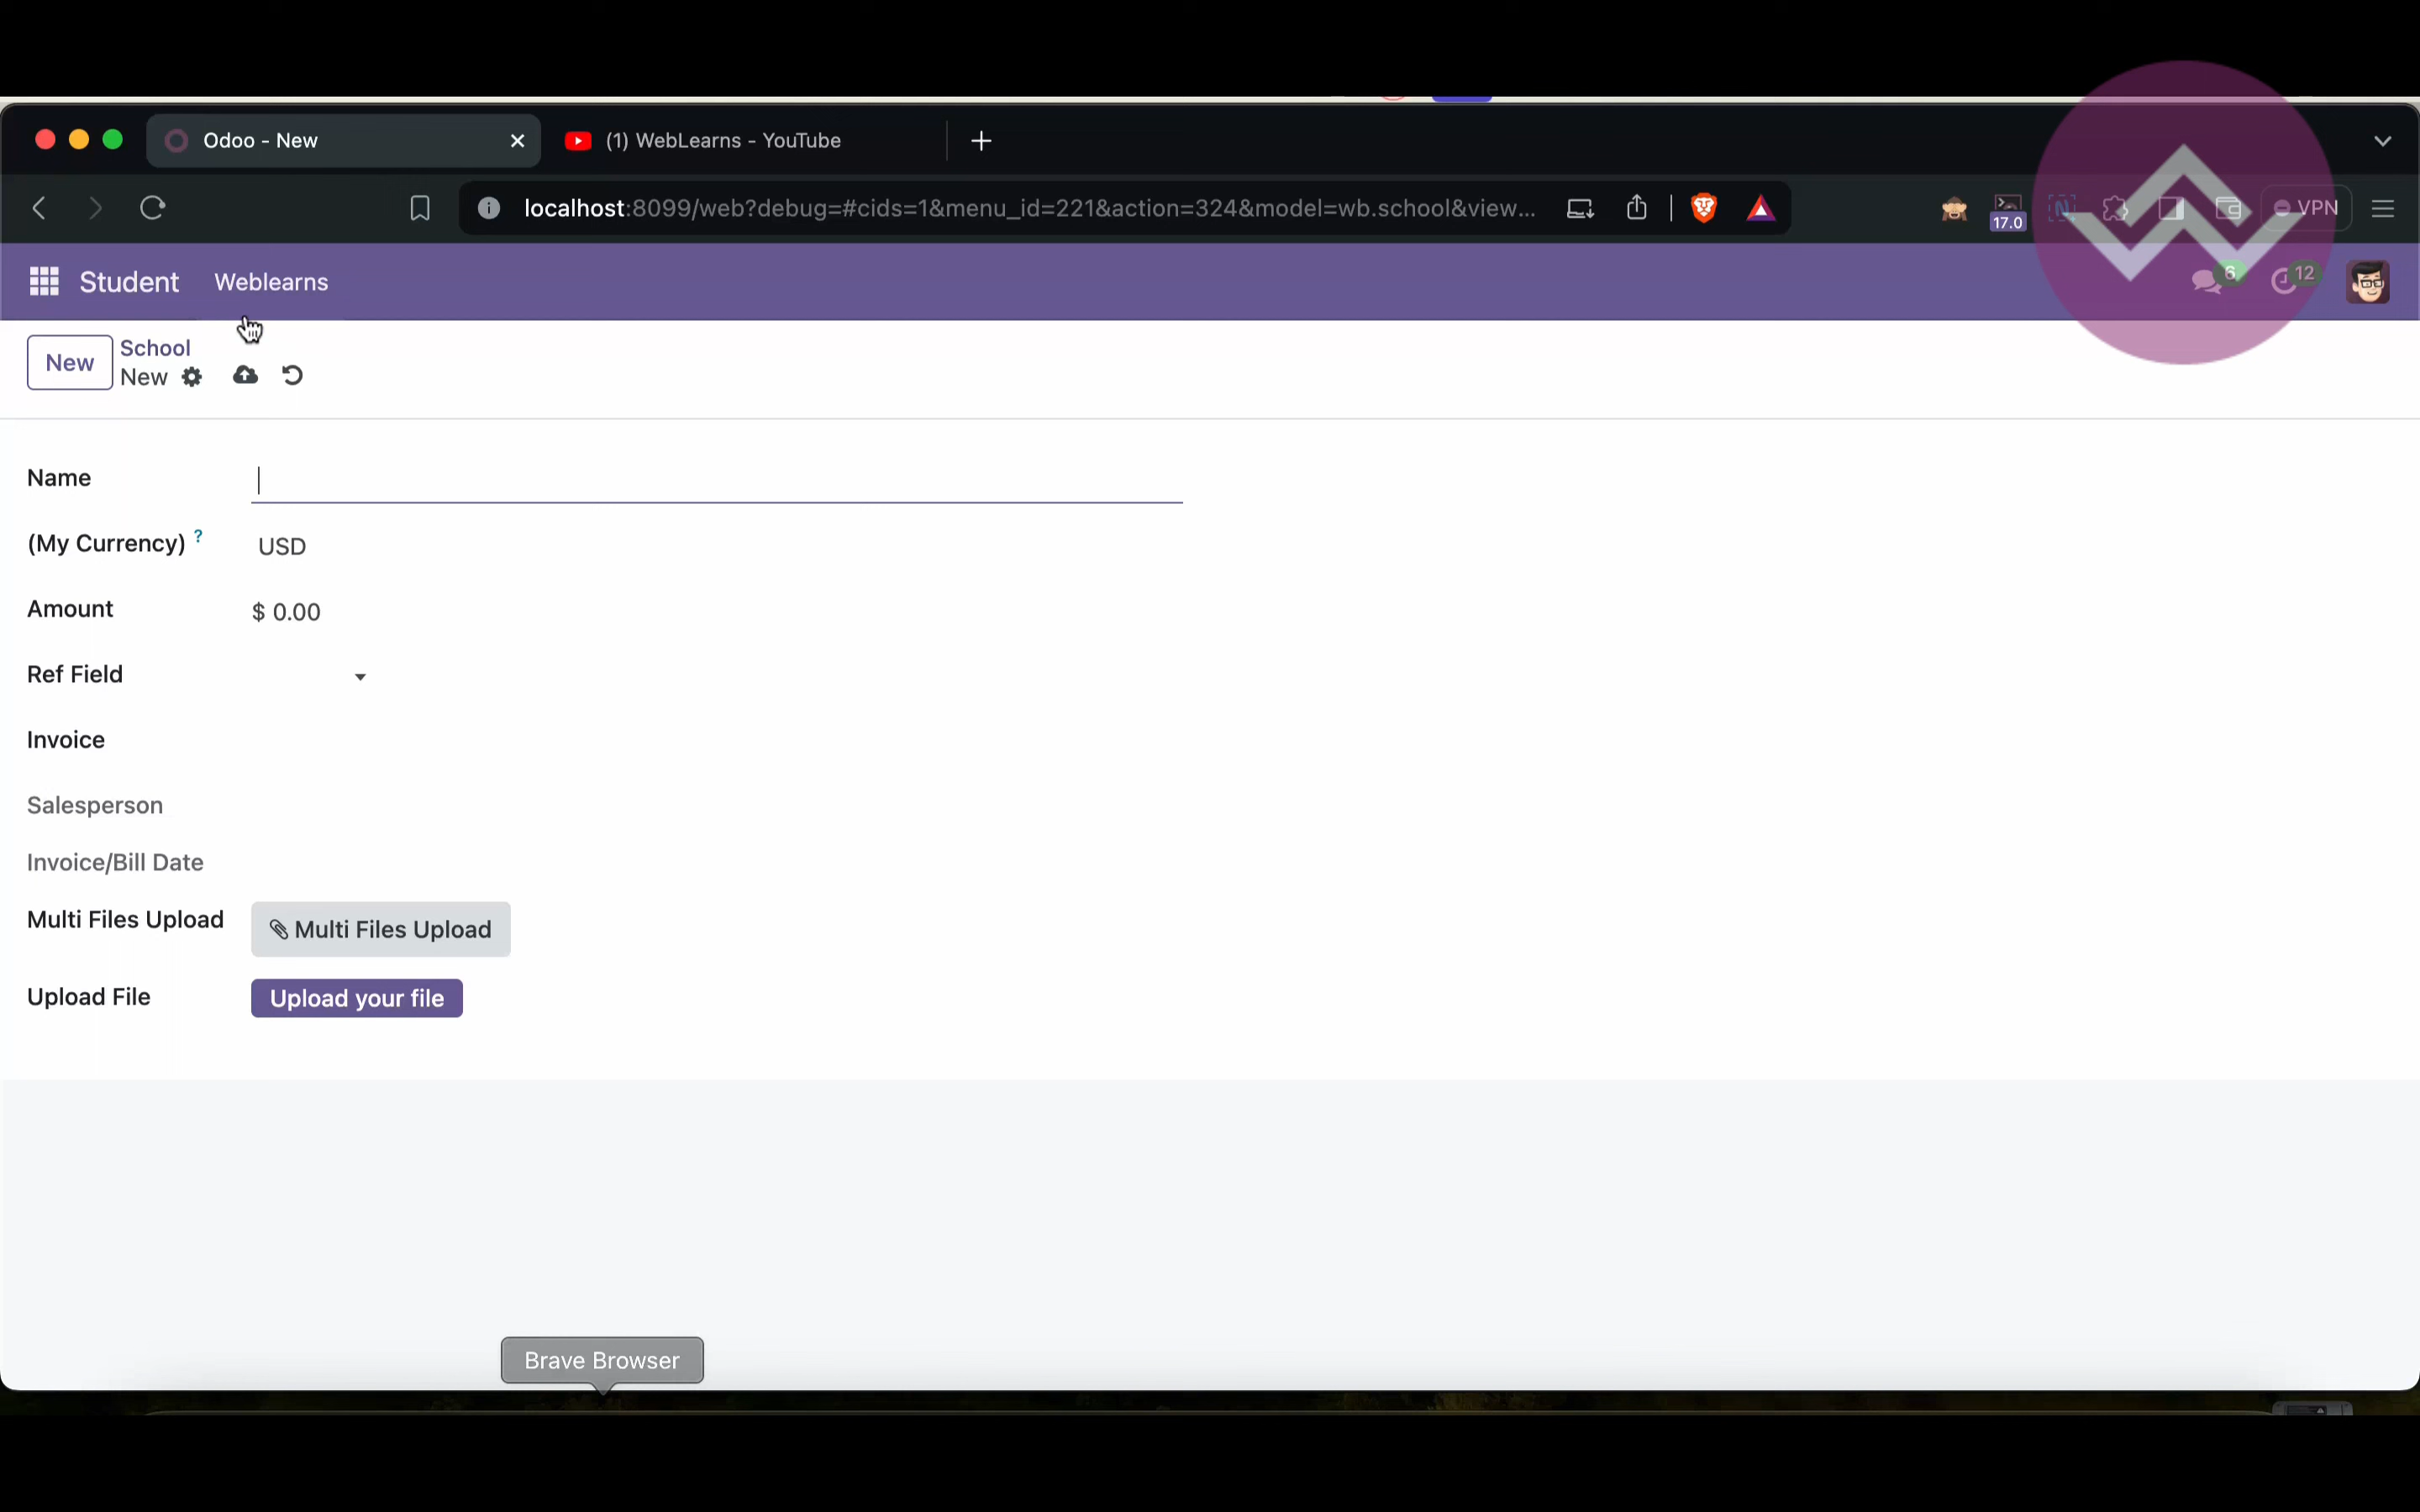 Odoo - New
(1) WebLearns - YouTube
localhost:8099/web?debug=#cids=1&menu_id=221&action=324&model=wb.school&view...
17.0
VPN
Student
Weblearns
6
12
New
School
New
Name
(My Currency) ?
USD
Amount
$ 0.00
Ref Field
Invoice
Salesperson
Invoice/Bill Date
Multi Files Upload
Multi Files Upload
Upload File
Upload your file
Brave Browser